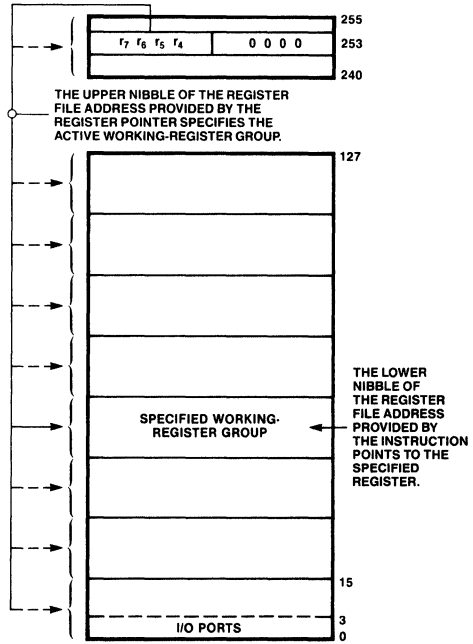 255
r7 r6 r5 r4 0 0 0 0 253
240
THE UPPER NIBBLE OF THE REGISTER
FILE ADDRESS PROVIDED BY THE
REGISTER POINTER SPECIFIES THE
ACTIVE WORKING-REGISTER GROUP.
127
THE LOWER
NIBBLE OF
THE REGISTER
FILE ADDRESS
PROVIDED BY
THE INSTRUCTION
POINTS TO THE
SPECIFIED
REGISTER.
SPECIFIED WORKING-
REGISTER GROUP
15
3
I/O PORTS
0